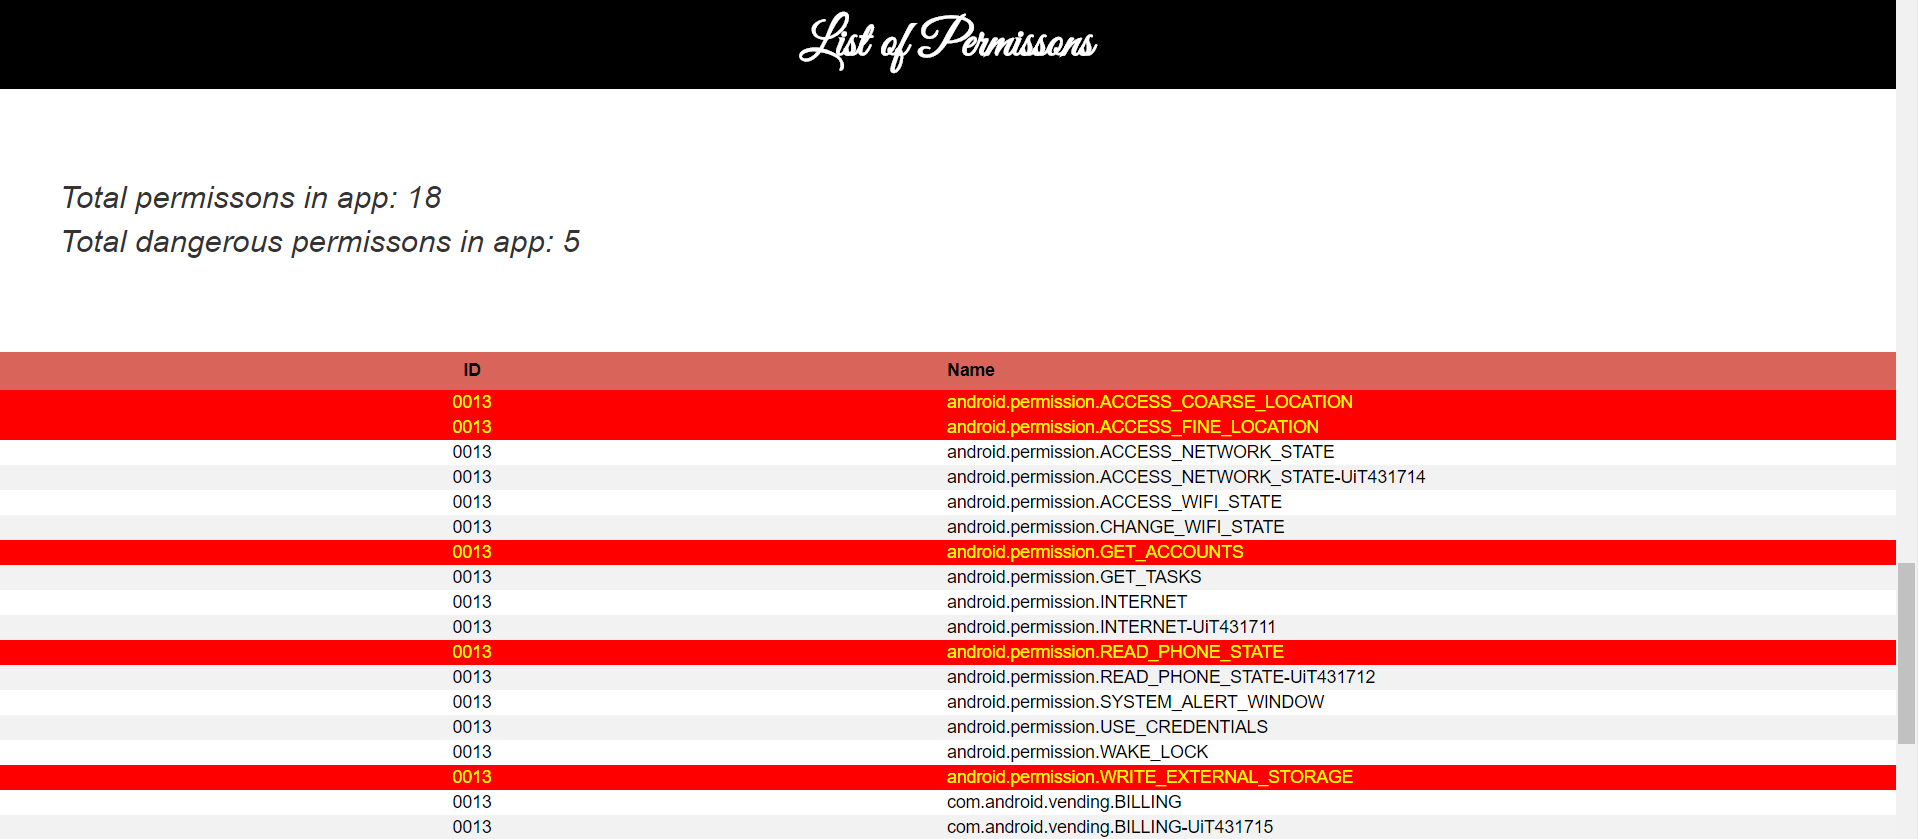 List of Permissons
Total permissons in app: 18
Total dangerous permissons in app: 5
ID Name
0013 android.permission.ACCESS_COARSE_LOCATION
0013 android.permission.ACCESS_FINE_LOCATION
0013 android.permission.ACCESS_NETWORK_STATE
0013 android.permission.ACCESS_NETWORK_STATE-UiT431714
0013 android.permission.ACCESS_WIFI_STATE
0013 android.permission.CHANGE_WIFI_STATE
0013 android.permission.GET_ACCOUNTS
0013 android.permission.GET_TASKS
0013 android.permission.INTERNET
0013 android.permission.INTERNET-UiT431711
0013 android.permission.READ_PHONE_STATE
0013 android.permission.READ_PHONE_STATE-UiT431712
0013 android.permission.SYSTEM_ALERT_WINDOW
0013 android.permission.USE_CREDENTIALS
0013 android.permission.WAKE_LOCK
0013 android.permission.WRITE_EXTERNAL_STORAGE
0013 com.android.vending.BILLING
0013 com.android.vending.BILLING-UiT431715